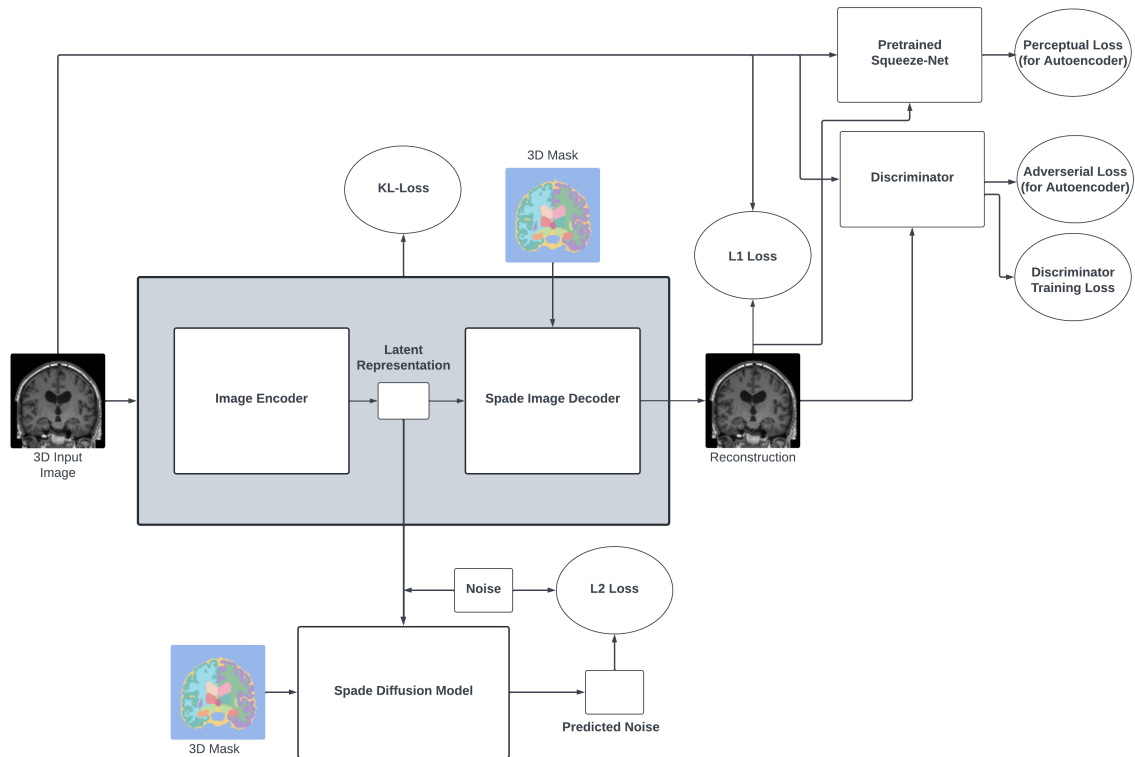 Pretrained
Squeeze-Net
Perceptual Loss
(for Autoencoder)
3D Mask
Discriminator
Adverserial Loss
(for Autoencoder)
KL-Loss
L1 Loss
Discriminator
Training Loss
Latent
Representation
Image Encoder
Spade Image Decoder
3D Input
Image
Reconstruction
Noise
L2 Loss
Spade Diffusion Model
Predicted Noise
3D Mask